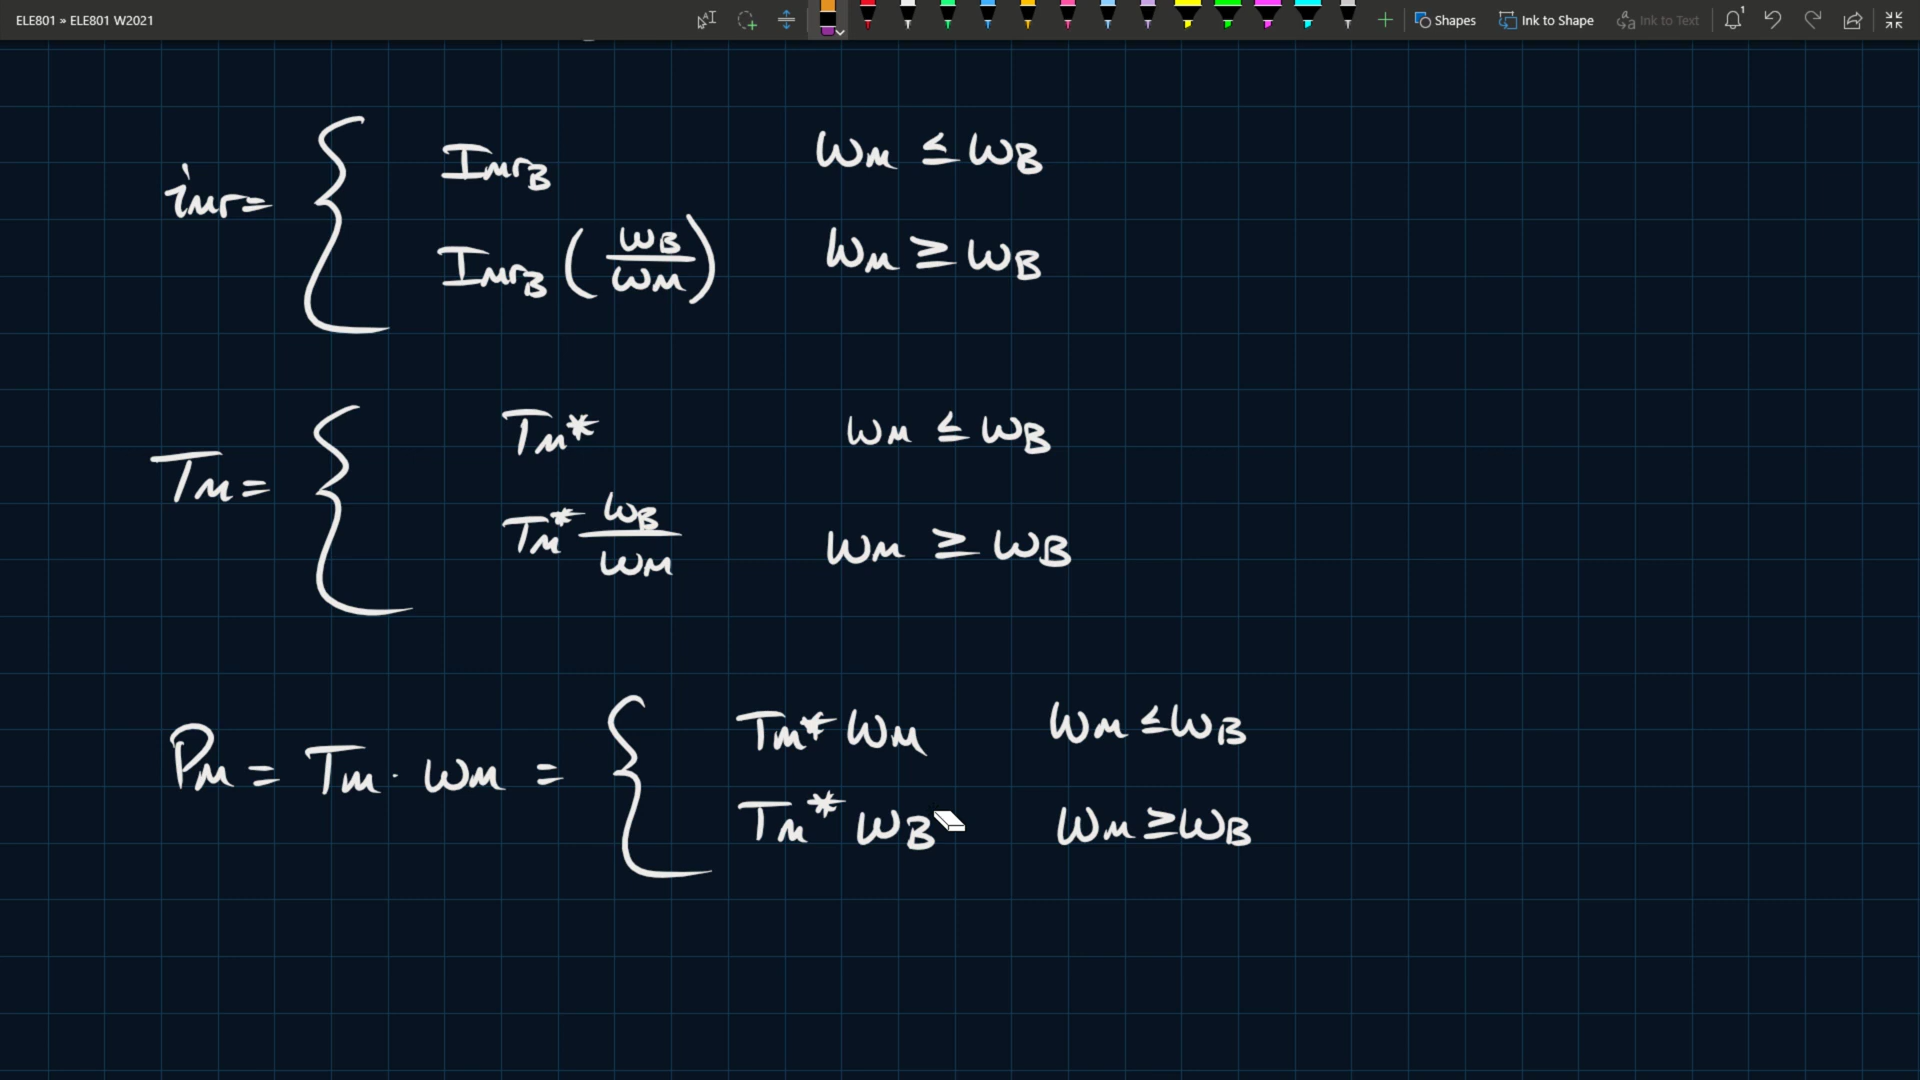 ELE801 » ELE801 W2021
Shapes Ink to Shape Ink to Text 1
imr = { ImrB ωm ≤ ωB
ImrB (ωB/ωm) ωm ≥ ωB
Tm = { Tm* ωm ≤ ωB
Tm* ωB/ωm ωm ≥ ωB
Pm = Tm · ωm = { Tm* ωm ωm ≤ ωB
Tm* ωB ωm ≥ ωB